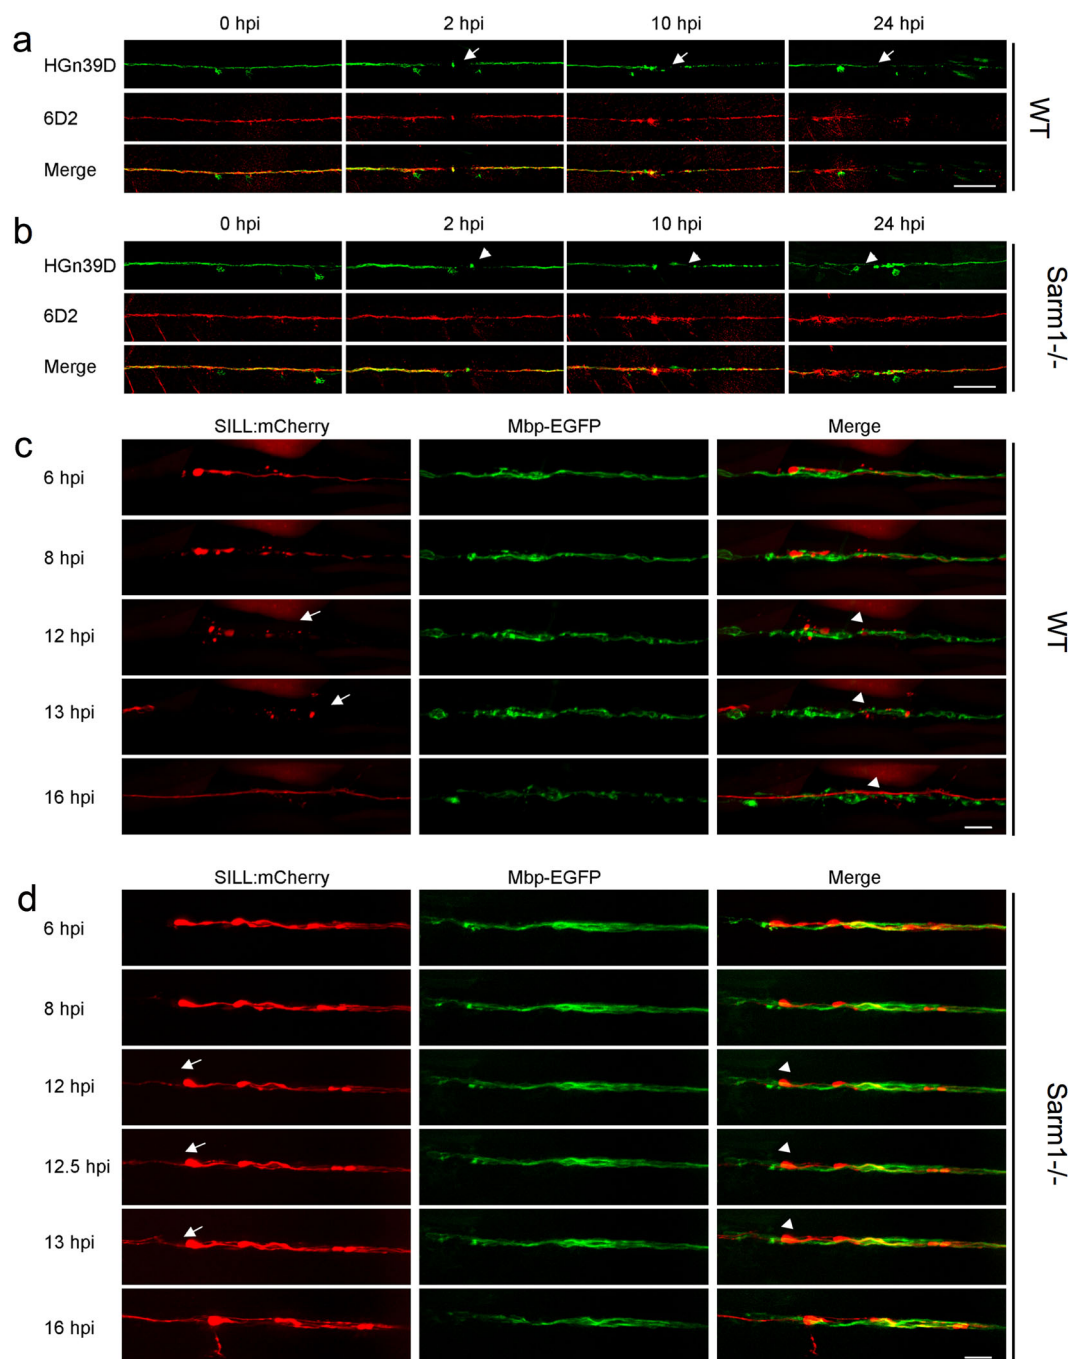 a
0 hpi 2 hpi 10 hpi 24 hpi
HGn39D
6D2
Merge
WT
b
0 hpi 2 hpi 10 hpi 24 hpi
HGn39D
6D2
Merge
Sarm1-/-
c
SILL:mCherry Mbp-EGFP Merge
6 hpi
8 hpi
12 hpi
13 hpi
16 hpi
WT
d
SILL:mCherry Mbp-EGFP Merge
6 hpi
8 hpi
12 hpi
12.5 hpi
13 hpi
16 hpi
Sarm1-/-